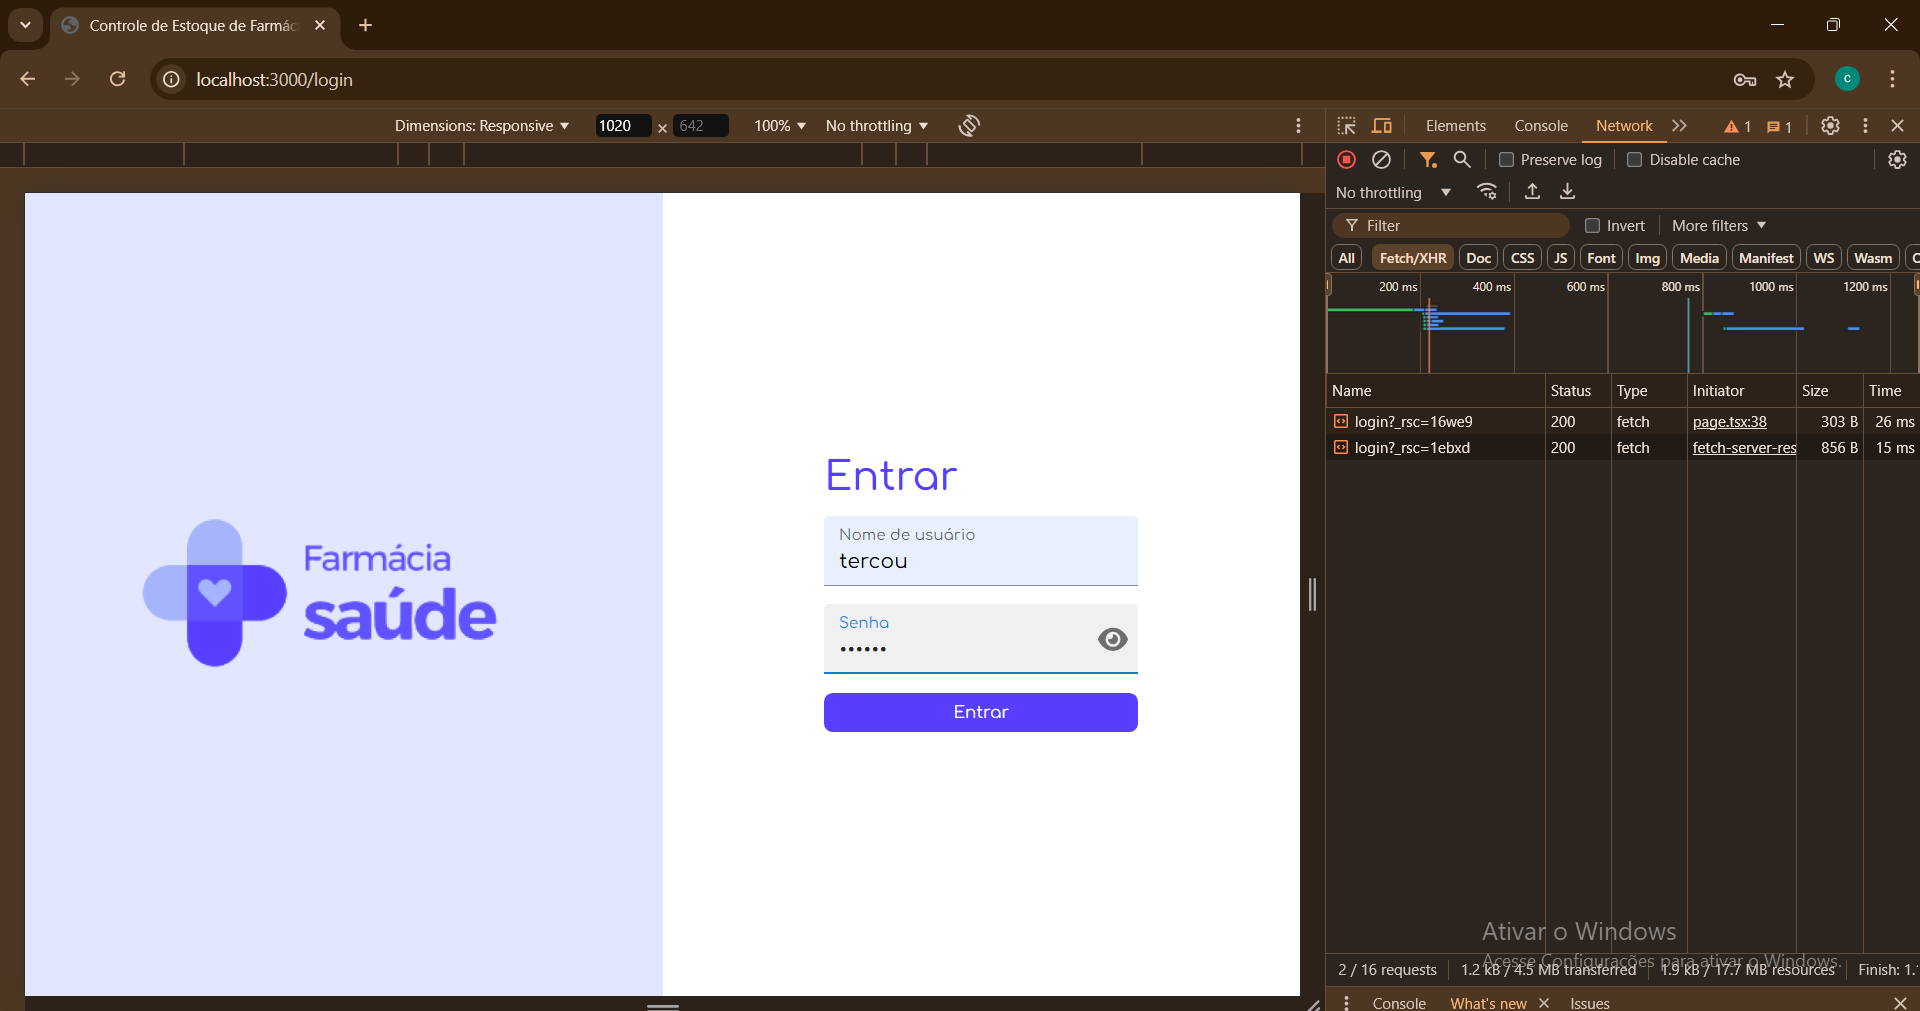 Controle de Estoque de Farmác
localhost:3000/login
C
Dimensions: Responsive 1020 × 642 100% No throttling
Elements Console Network 1 1
Preserve log Disable cache
No throttling
Filter Invert More filters
All Fetch/XHR Doc CSS JS Font Img Media Manifest WS Wasm
200 ms 400 ms 600 ms 800 ms 1000 ms 1200 ms
Name Status Type Initiator Size Time
login?_rsc=16we9 200 fetch page.tsx:38 303 B 26 ms
login?_rsc=1ebxd 200 fetch fetch-server-res 856 B 15 ms
Farmácia
saúde
Entrar
Nome de usuário
tercou
Senha
••••••
Entrar
Ativar o Windows
Acesse Configurações para ativar o Windows.
2 / 16 requests 1.2 kB / 4.5 MB transferred 1.9 kB / 17.7 MB resources Finish: 1.
Console What's new Issues